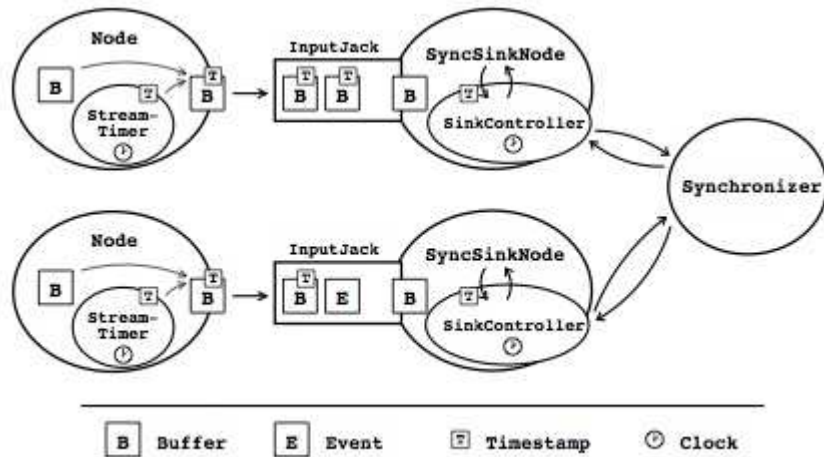 Node
InputJack
SyncSinkNode
B
T
T
B
T
B
T
B
B
T
Stream-
Timer
SinkController
Synchronizer
Node
InputJack
SyncSinkNode
B
T
T
B
T
B
E
B
T
Stream-
Timer
SinkController
B Buffer
E Event
T Timestamp
Clock